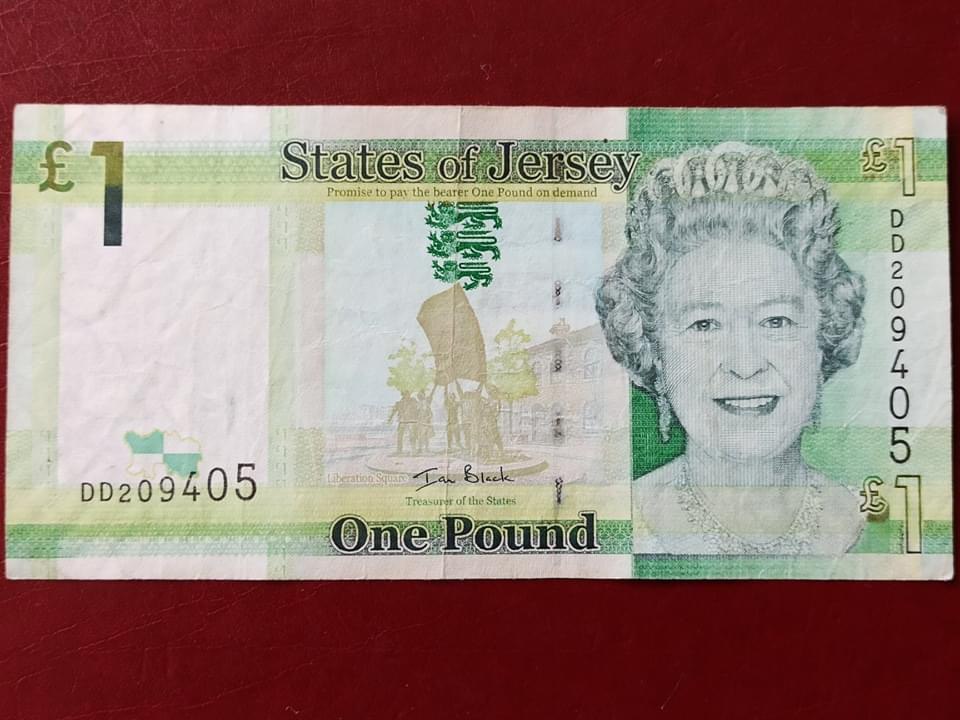 £1
States of Jersey
Promise to pay the bearer One Pound on demand
£1
DD209405
Liberation Square
Ian Black
Treasurer of the States
DD209405
One Pound
£1